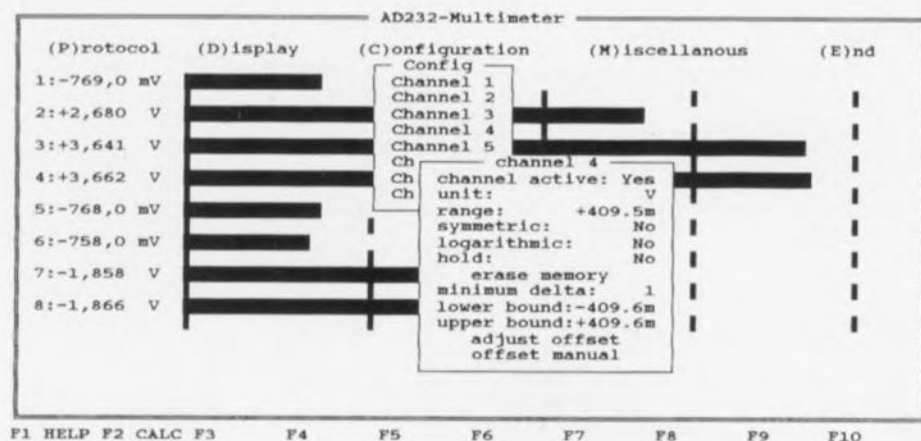 AD232-Multimeter
(P)rotocol (D)isplay (C)onfiguration (M)iscellanous (E)nd
Config
Channel 1
Channel 2
Channel 3
Channel 4
Channel 5
Ch
Ch
Ch
1:-769,0 mV
2:+2,680 V
3:+3,641 V
4:+3,662 V
5:-768,0 mV
6:-758,0 mV
7:-1,858 V
8:-1,866 V
channel 4
channel active: Yes
unit: V
range: +409.5m
symmetric: No
logarithmic: No
hold: No
erase memory
minimum delta: 1
lower bound:-409.6m
upper bound:+409.6m
adjust offset
offset manual
F1 HELP F2 CALC F3 F4 F5 F6 F7 F8 F9 F10